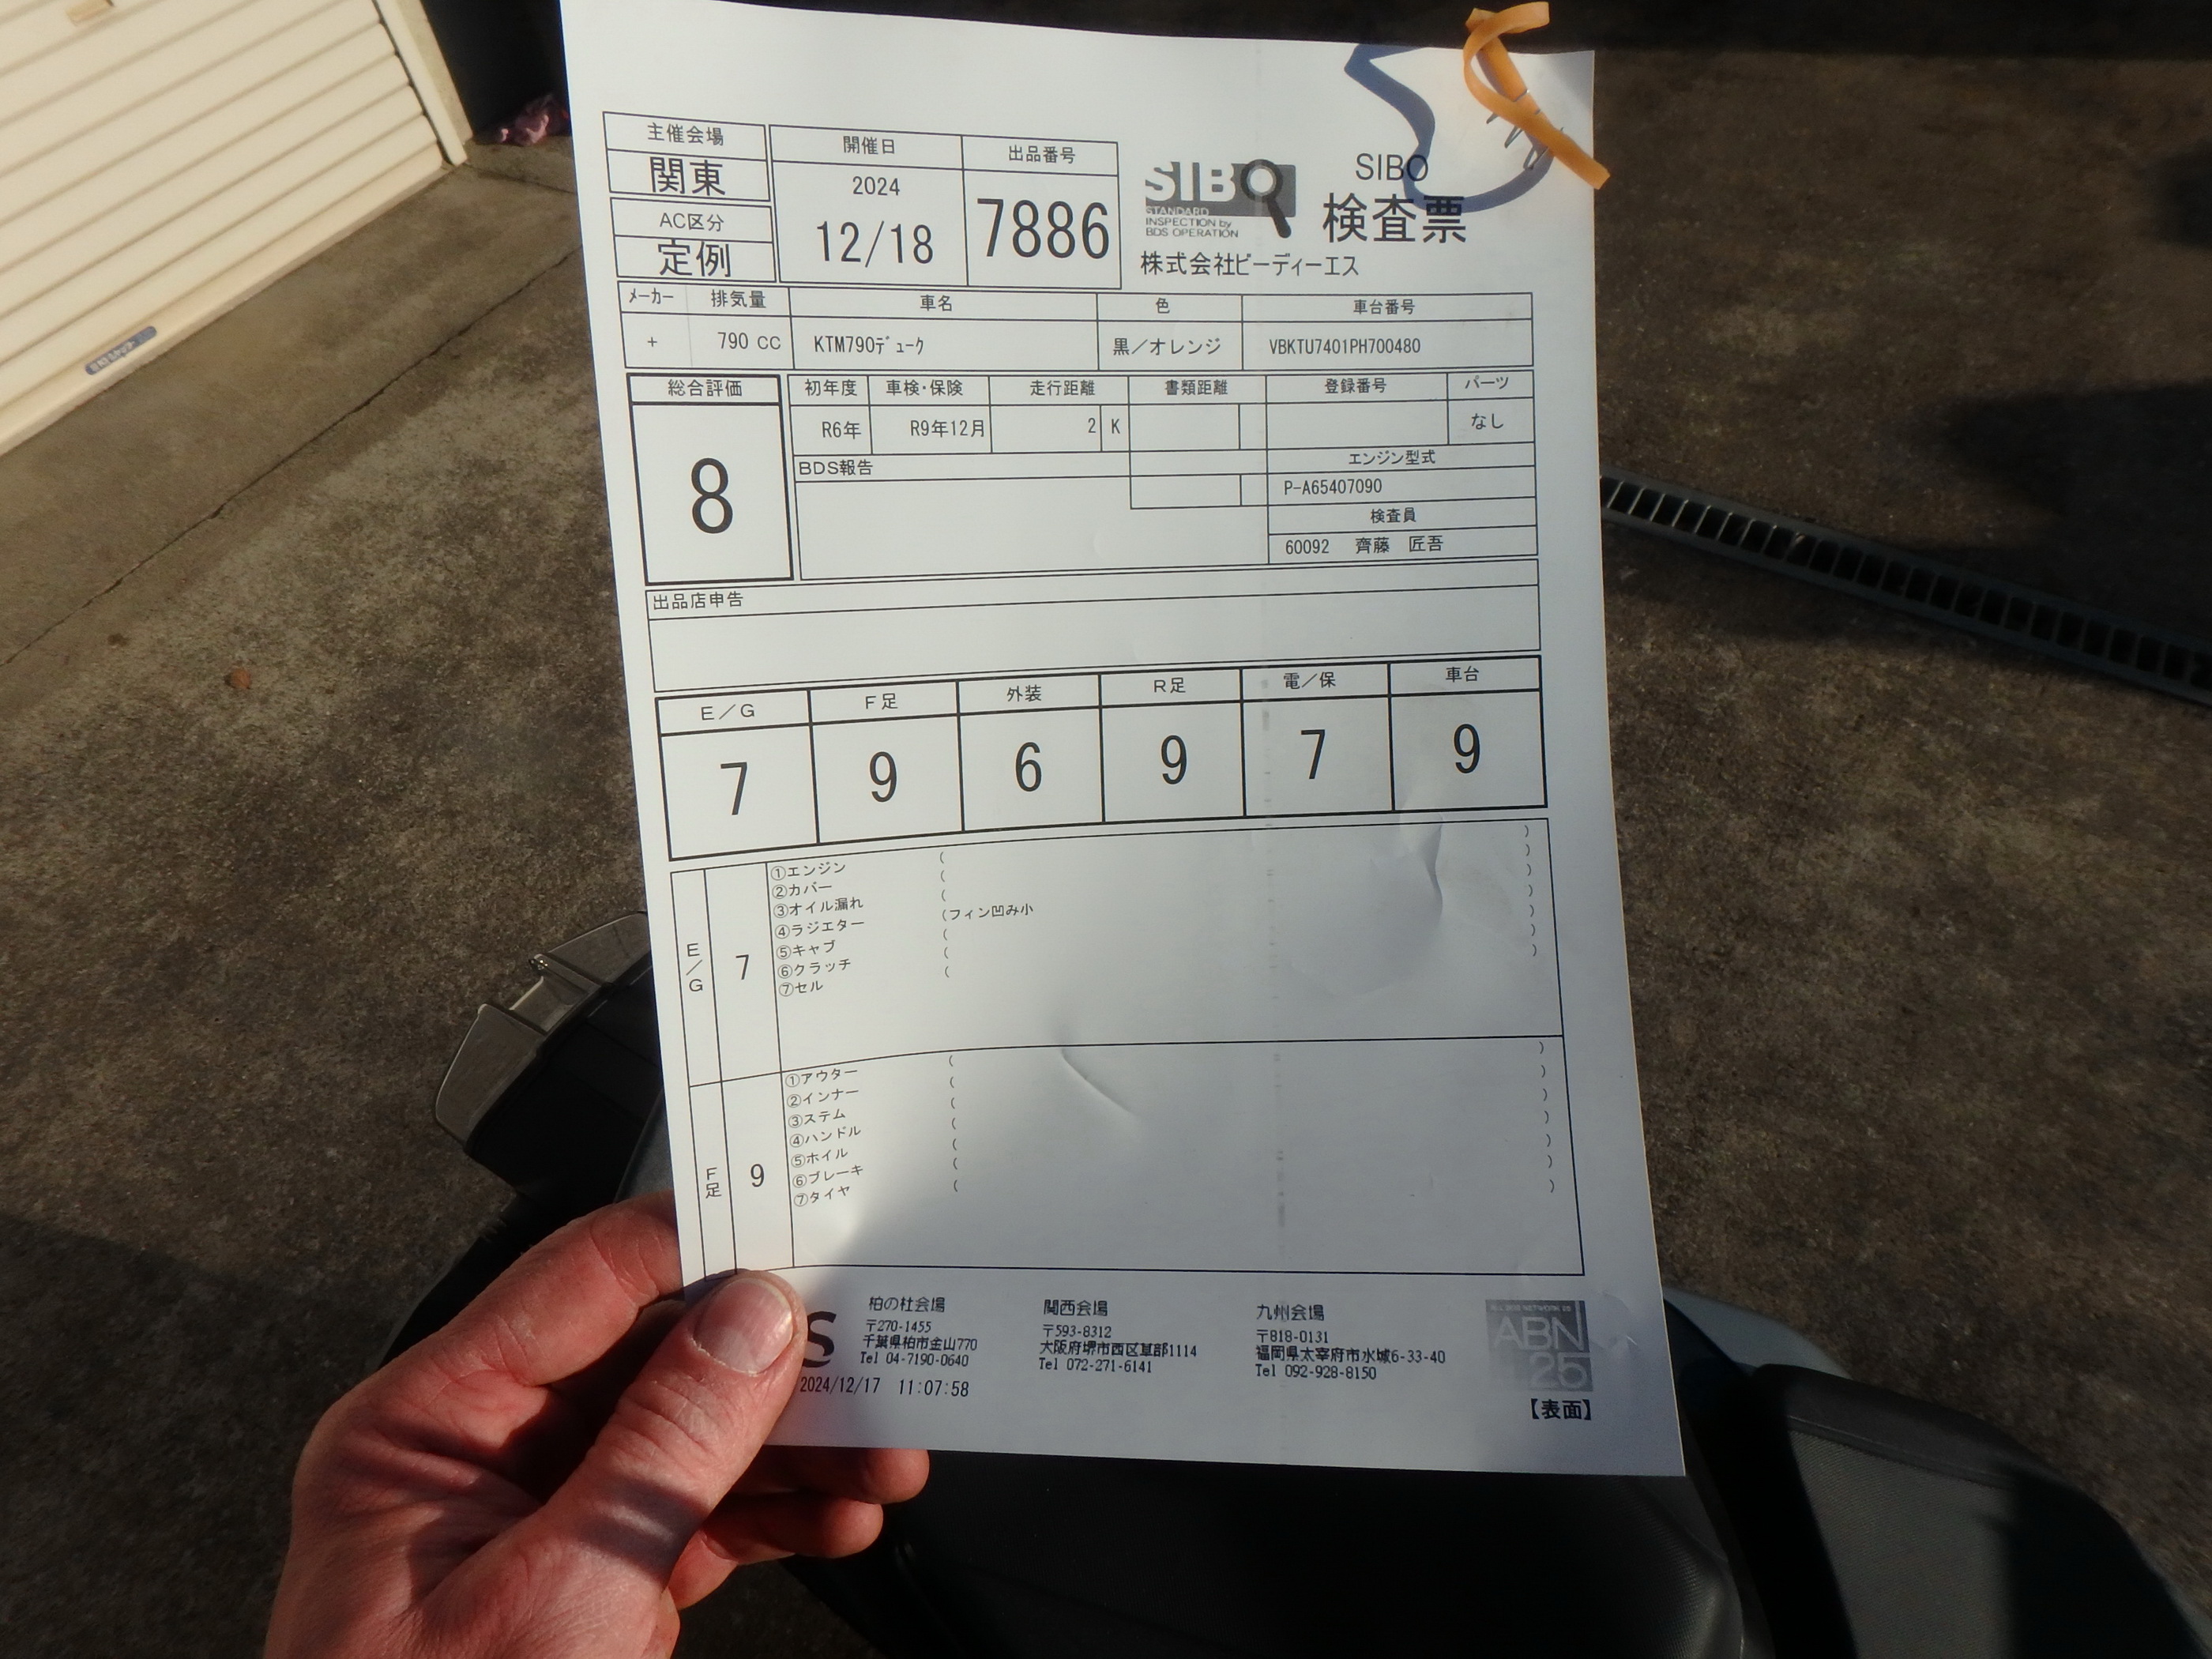 主催会場
関東
AC区分
定例
開催日
2024
12/18
出品番号
7886
SIBO
STANDARD
INSPECTION by
BDS OPERATION
SIBO
検査票
株式会社ビーディーエス
メーカー 排気量 車名 色 車台番号
+ 790 CC KTM790ﾃﾞｭｰｸ 黒／オレンジ VBKTU7401PH700480
総合評価
8
初年度 車検・保険 走行距離 書類距離 登録番号 パーツ
R6年 R9年12月 2 K なし
BDS報告
エンジン型式
P-A65407090
検査員
60092 齊藤 匠吾
出品店申告
E／G F足 外装 R足 電／保 車台
7 9 6 9 7 9
E／G
7
①エンジン ( )
②カバー ( )
③オイル漏れ ( )
④ラジエター (フィン凹み小 )
⑤キャブ ( )
⑥クラッチ ( )
⑦セル ( )
F足
9
①アウター ( )
②インナー ( )
③ステム ( )
④ハンドル ( )
⑤ホイル ( )
⑥ブレーキ ( )
⑦タイヤ ( )
S
柏の杜会場
〒270-1455
千葉県柏市金山770
Tel 04-7190-0640
関西会場
〒593-8312
大阪府堺市西区草部1114
Tel 072-271-6141
九州会場
〒818-0131
福岡県太宰府市水城6-33-40
Tel 092-928-8150
ABN
25
2024/12/17 11:07:58
【表面】